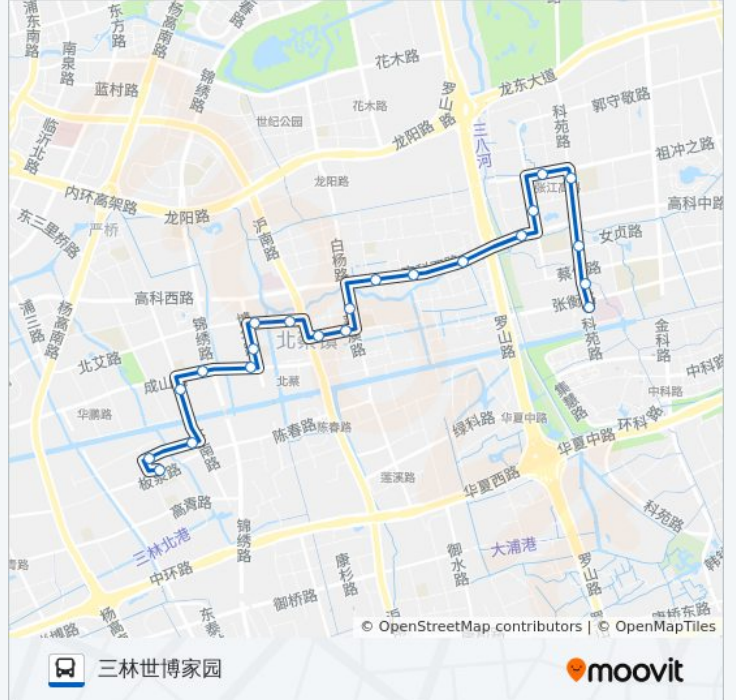 浦东南路
南泉路
东方路
杨高南路
泰路
锦绣路
蓝村路
临沂北路
花木路
花木路
世纪公园
罗山路
三八河
龙东大道
科苑路
郭守敬路
祖冲之路
龙阳路
龙阳路
龙阳路
内环高架路
严桥
东三里桥路
沂南路
白杨路
高科中路
女贞路
高科西路
张衡
科苑路
浦三路
杨高南路
锦绣路
北蔡镇
罗山路
金科路
北艾路
成山
北蔡
华鹏路
中科路
中科路
集慧路
陈春路
陈春路
绿科路
华夏中路
华夏中路
环科路
南路
板泉路
莲溪路
华夏西路
高青路
科苑路
三林北港
锦绣路
大浦港
青路
中环路
康杉路
御水路
罗山路
御桥路
杨高
东泰
康桥东路
© OpenStreetMap contributors | © OpenMapTiles
三林世博家园
moovit